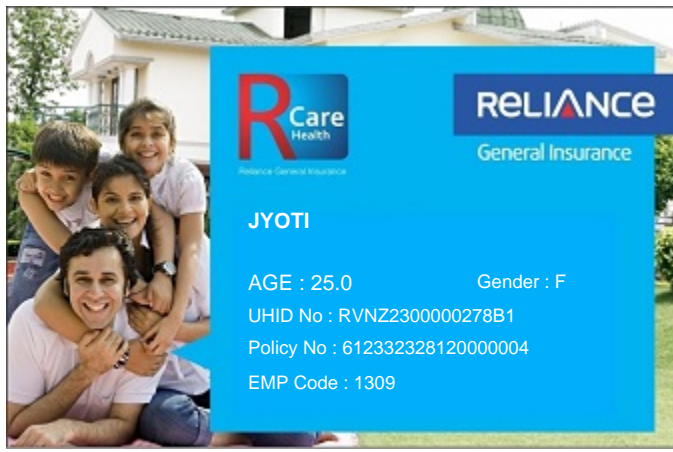 R Care
Health
Reliance General Insurance
RELIANCE
General Insurance
JYOTI
AGE : 25.0 Gender : F
UHID No : RVNZ2300000278B1
Policy No : 612332328120000004
EMP Code : 1309